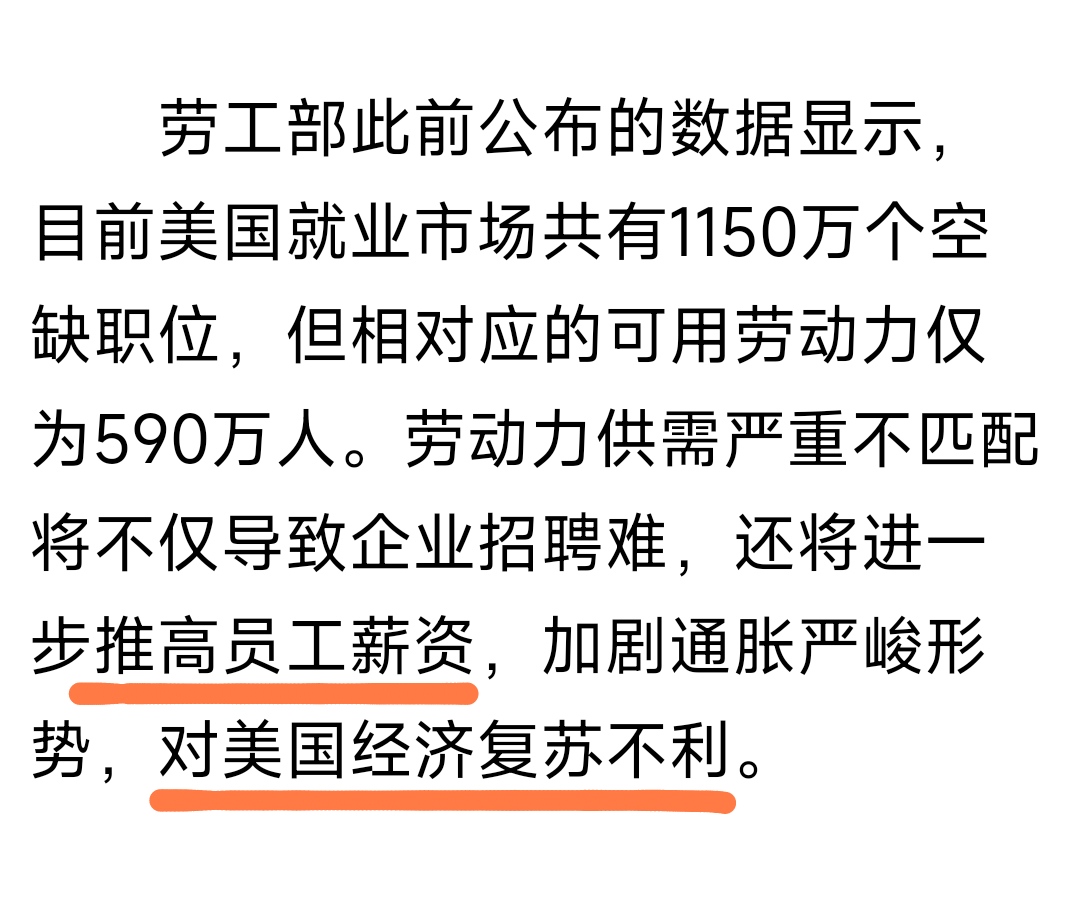 劳工部此前公布的数据显示，
目前美国就业市场共有1150万个空
缺职位，但相对应的可用劳动力仅
为590万人。劳动力供需严重不匹配
将不仅导致企业招聘难，还将进一
步推高员工薪资，加剧通胀严峻形
势，对美国经济复苏不利。